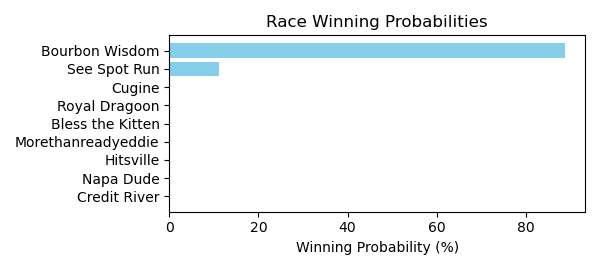 Race Winning Probabilities
Bourbon Wisdom
See Spot Run
Cugine
Royal Dragoon
Bless the Kitten
Morethanreadyeddie
Hitsville
Napa Dude
Credit River
0 20 40 60 80
Winning Probability (%)